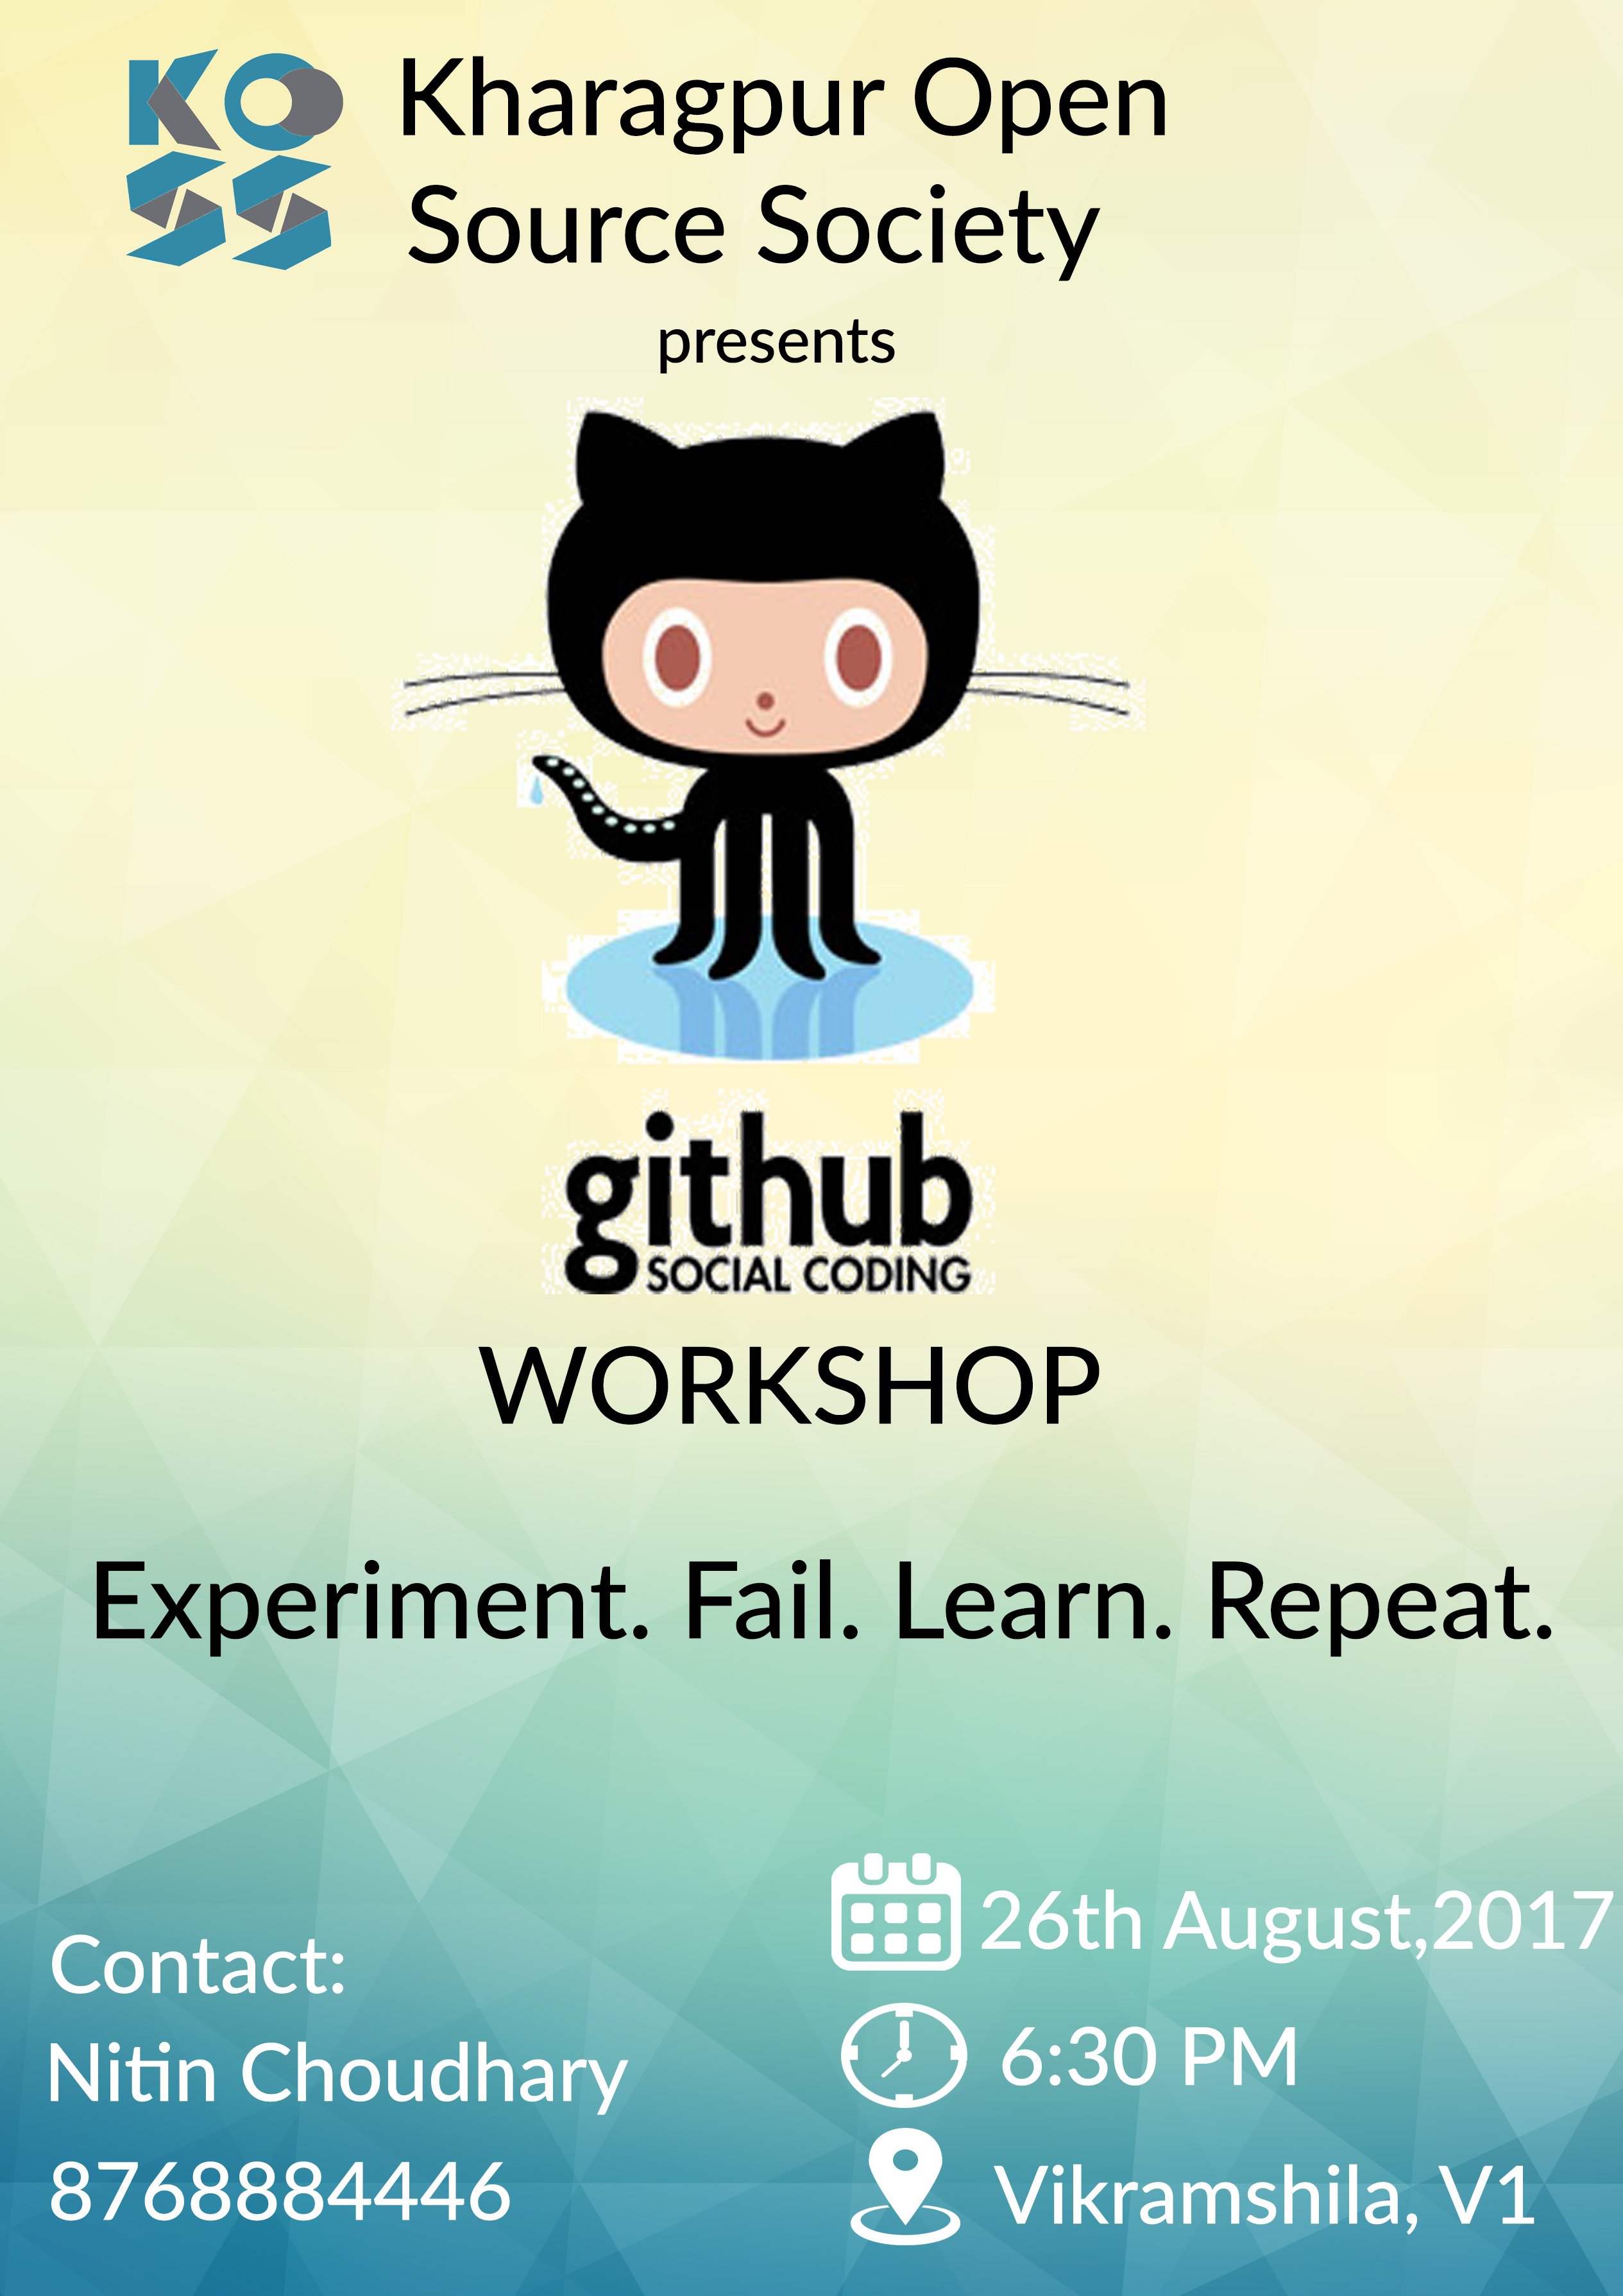 KO
SS
Kharagpur Open
Source Society
presents
github
SOCIAL CODING
WORKSHOP
Experiment. Fail. Learn. Repeat.
Contact:
Nitin Choudhary
8768884446
26th August,2017
6:30 PM
Vikramshila, V1